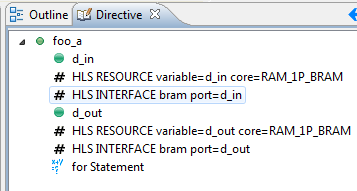 Outline Directive
foo_a
d_in
# HLS RESOURCE variable=d_in core=RAM_1P_BRAM
# HLS INTERFACE bram port=d_in
d_out
# HLS RESOURCE variable=d_out core=RAM_1P_BRAM
# HLS INTERFACE bram port=d_out
for Statement